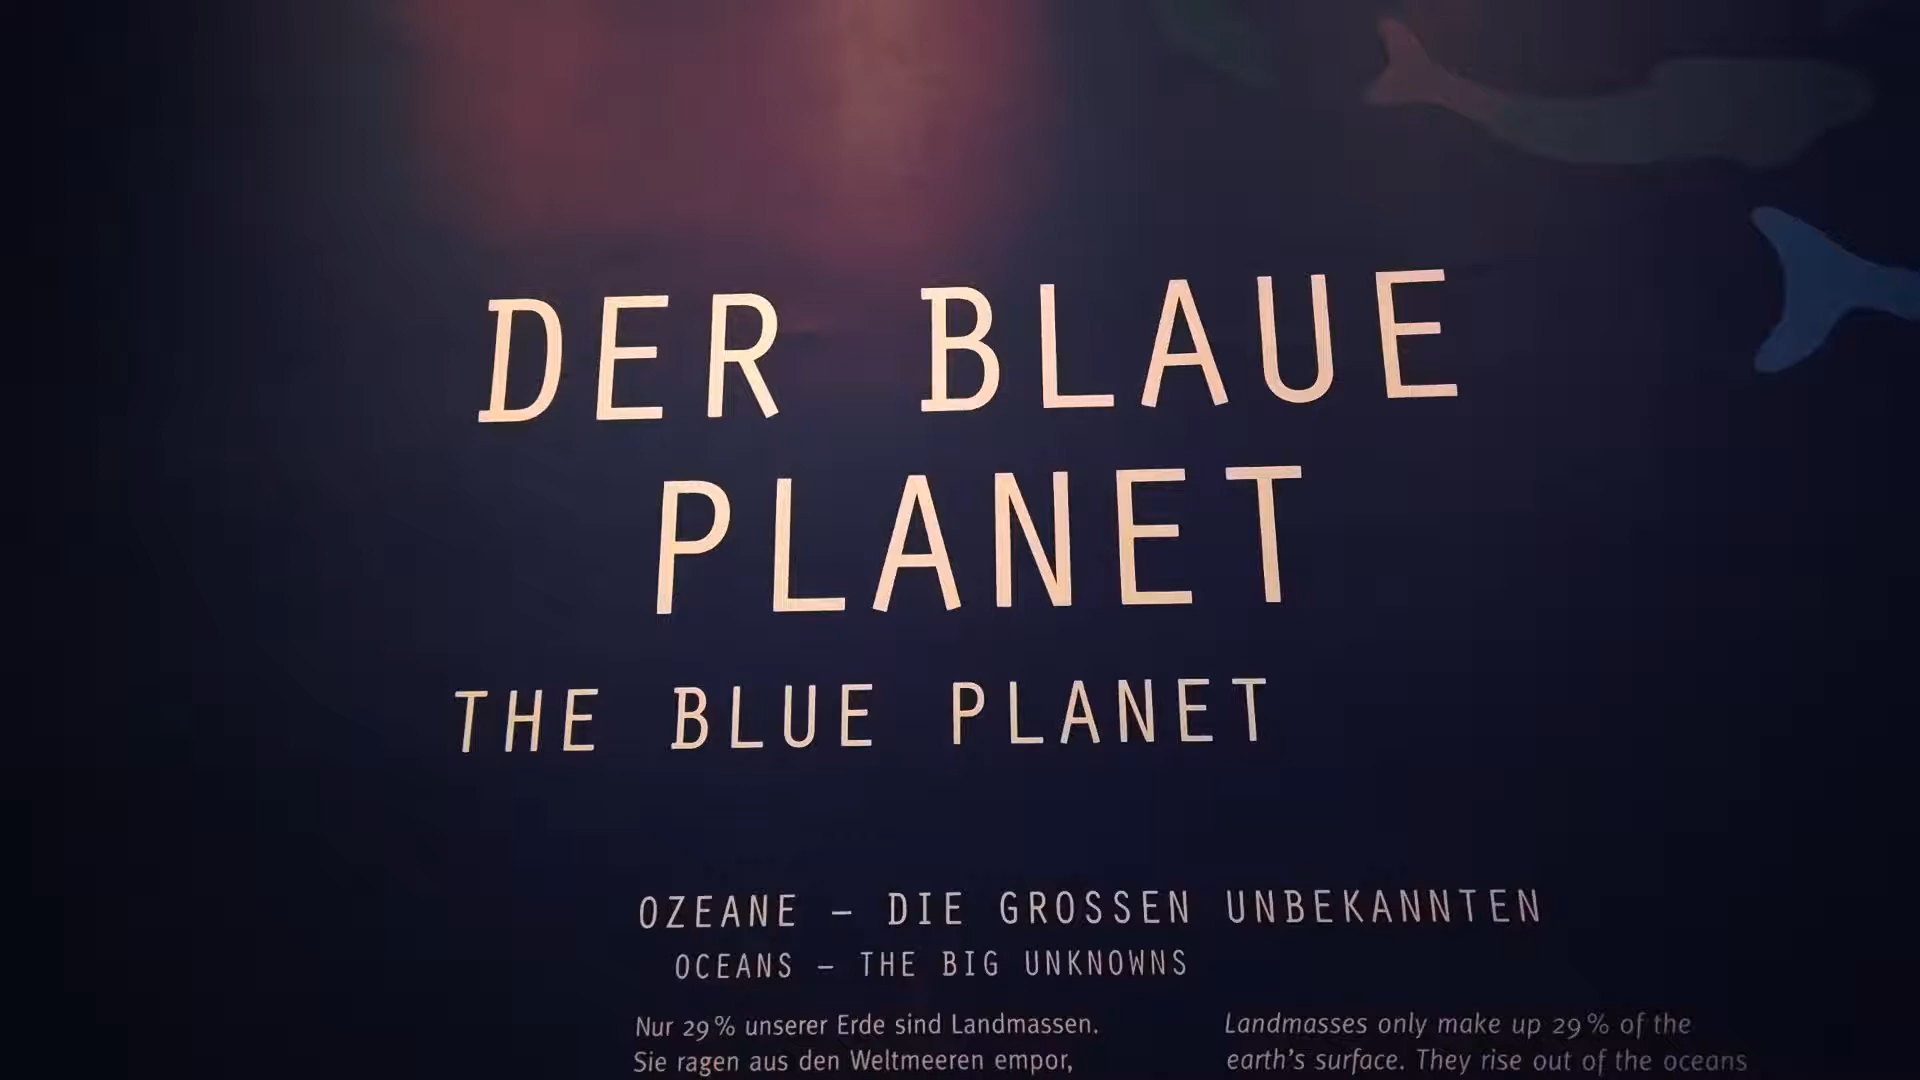 DER BLAUE
PLANET
THE BLUE PLANET
OZEANE – DIE GROSSEN UNBEKANNTEN
OCEANS – THE BIG UNKNOWNS
Nur 29 % unserer Erde sind Landmassen.
Sie ragen aus den Weltmeeren empor,
Landmasses only make up 29 % of the
earth's surface. They rise out of the oceans